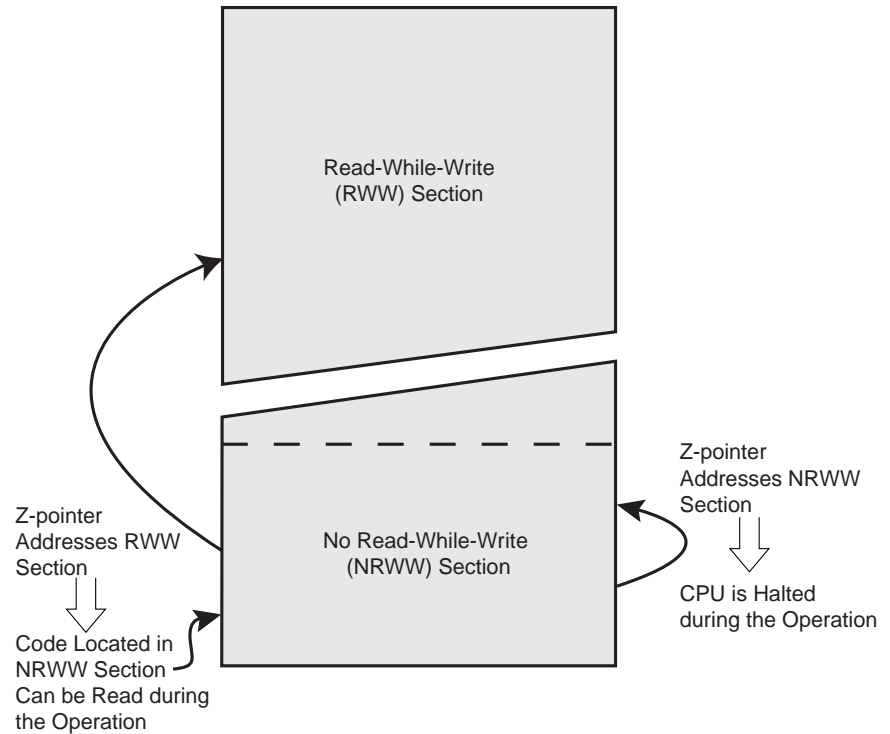 Read-While-Write
(RWW) Section
Z-pointer
Addresses NRWW
Section
CPU is Halted
during the Operation
No Read-While-Write
(NRWW) Section
Z-pointer
Addresses RWW
Section
Code Located in
NRWW Section
Can be Read during
the Operation